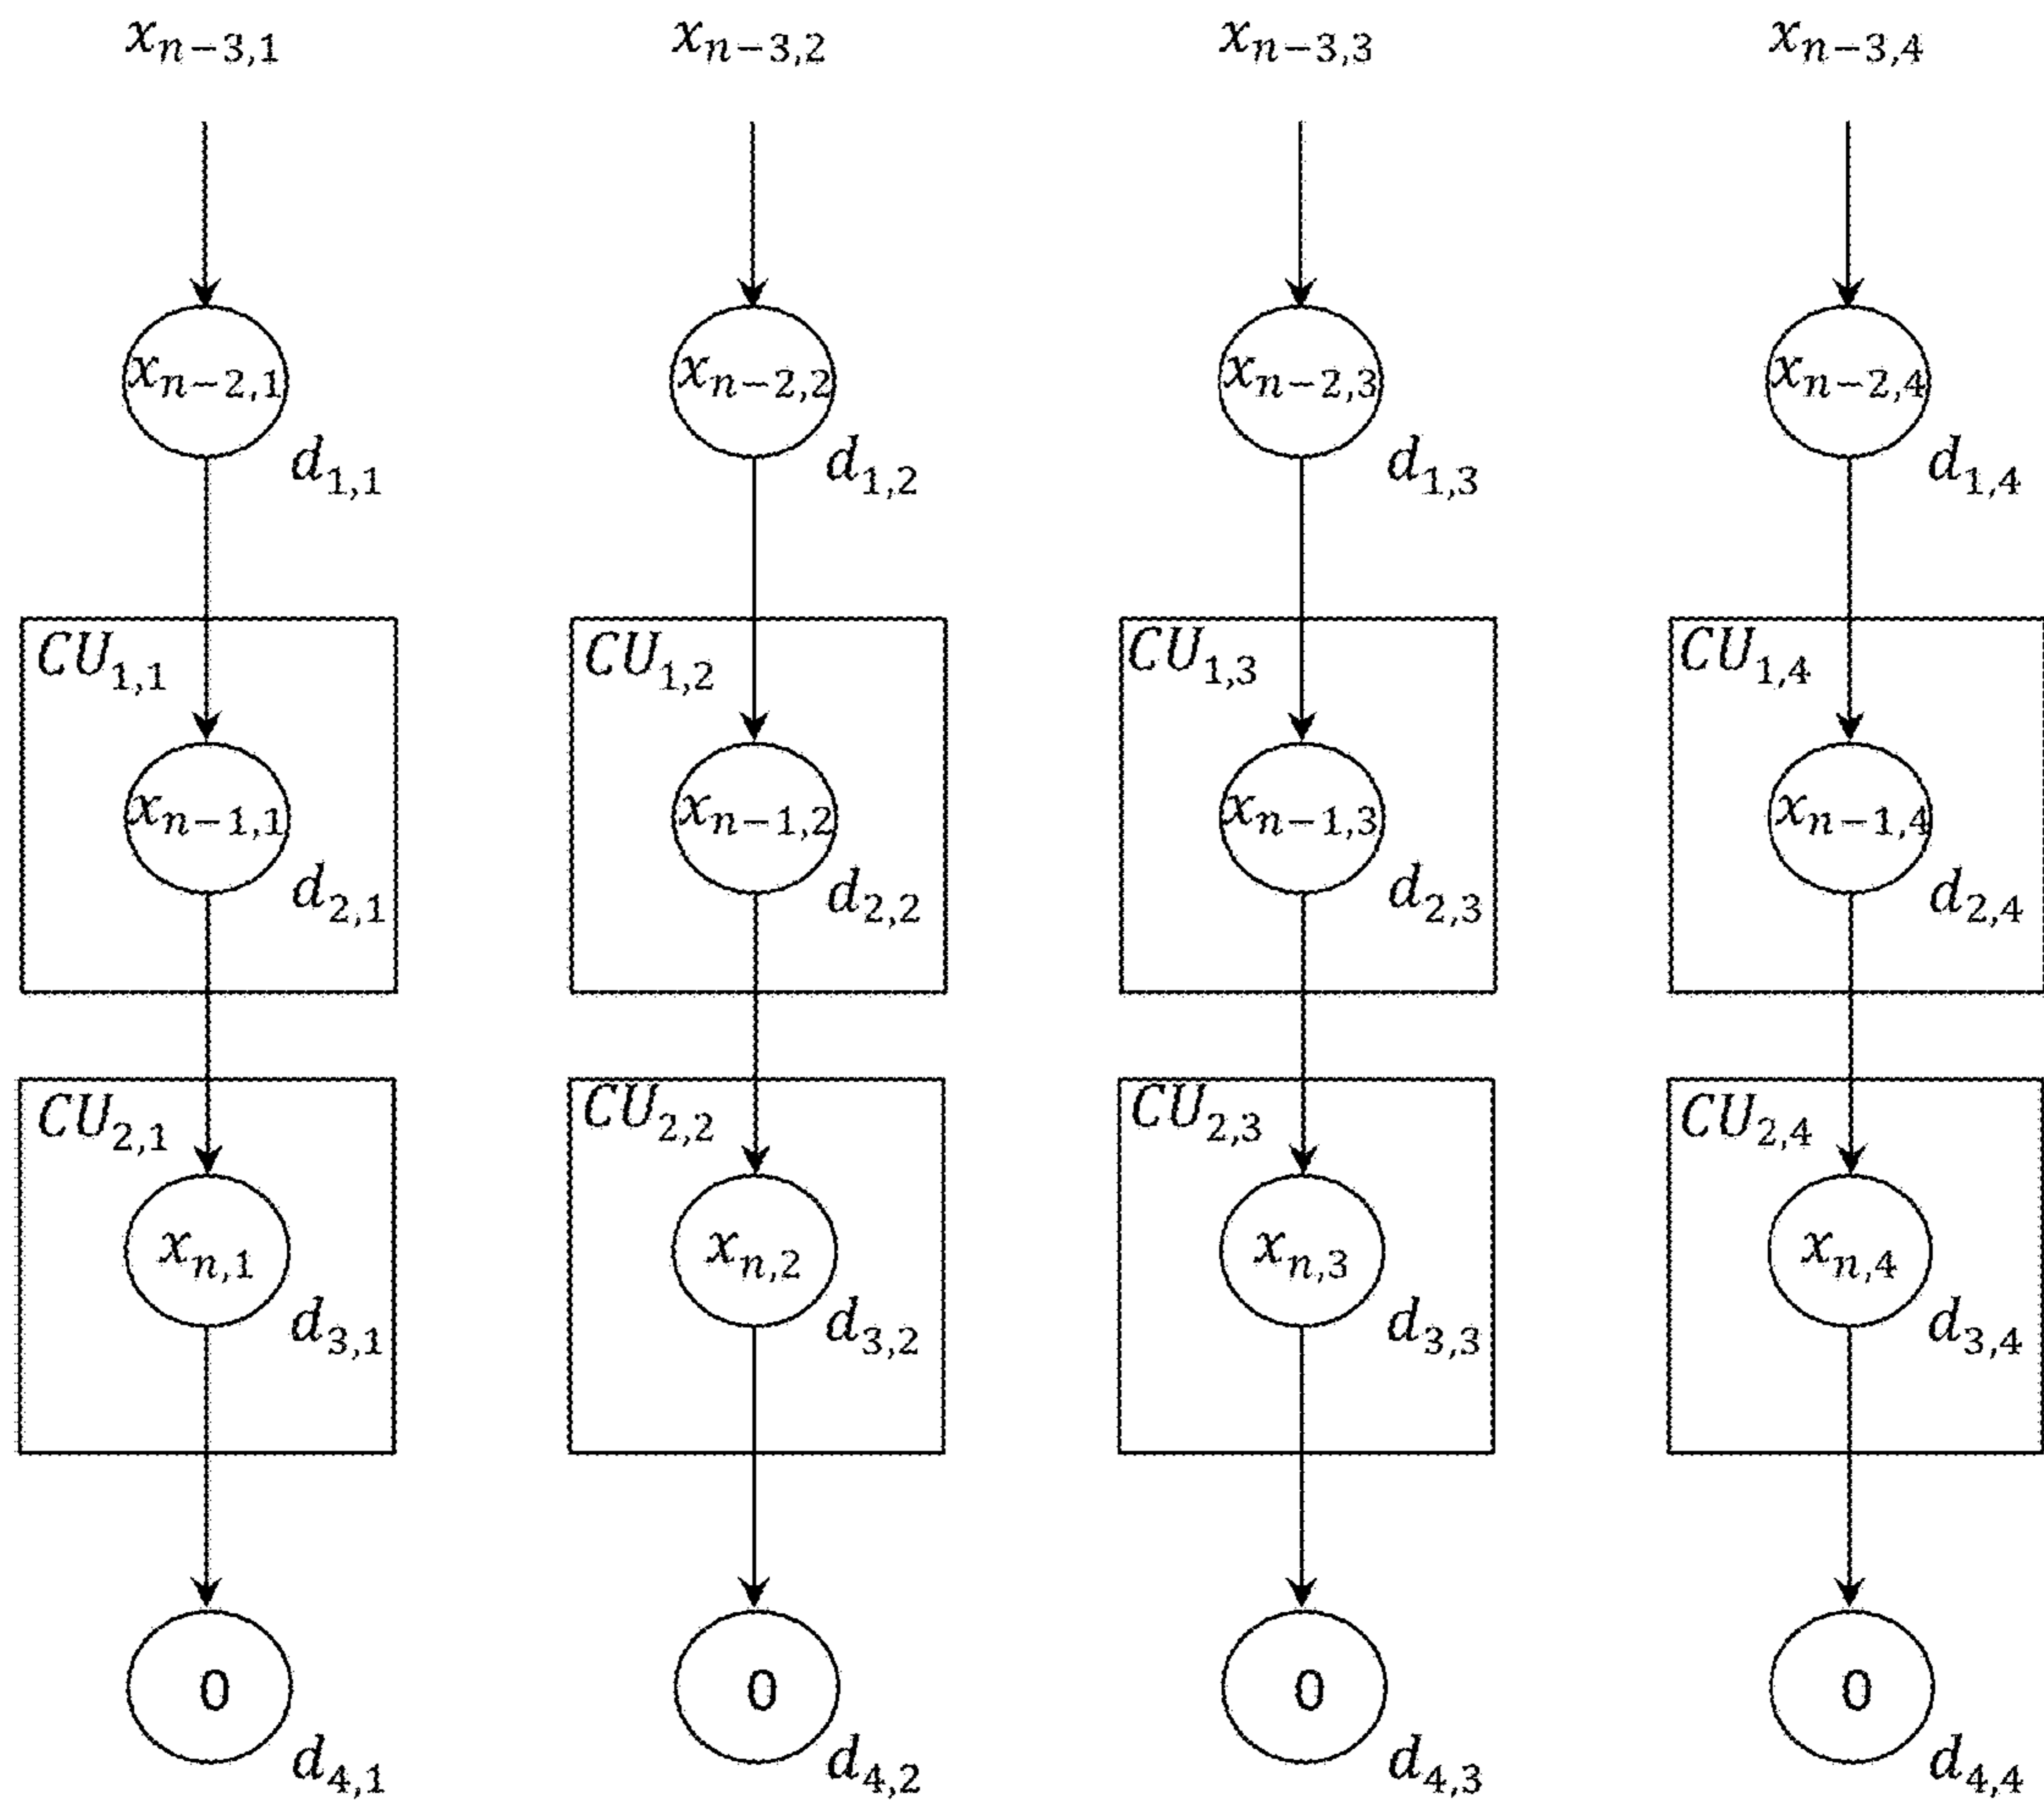 x_{n−3,1} x_{n−3,2} x_{n−3,3} x_{n−3,4}
x_{n−2,1} x_{n−2,2} x_{n−2,3} x_{n−2,4}
d_{1,1} d_{1,2} d_{1,3} d_{1,4}
CU_{1,1} CU_{1,2} CU_{1,3} CU_{1,4}
x_{n−1,1} x_{n−1,2} x_{n−1,3} x_{n−1,4}
d_{2,1} d_{2,2} d_{2,3} d_{2,4}
CU_{2,1} CU_{2,2} CU_{2,3} CU_{2,4}
x_{n,1} x_{n,2} x_{n,3} x_{n,4}
d_{3,1} d_{3,2} d_{3,3} d_{3,4}
0 0 0 0
d_{4,1} d_{4,2} d_{4,3} d_{4,4}